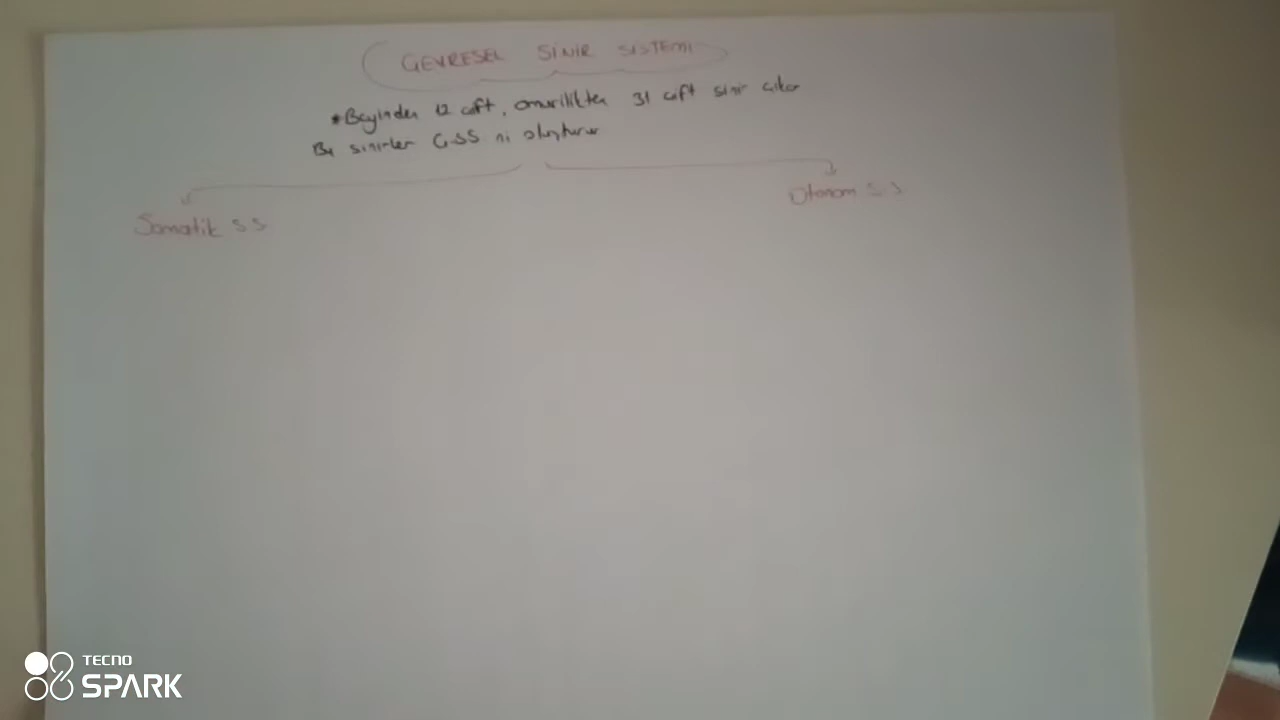 ÇEVRESEL SİNİR SİSTEMİ
*Beyinden 12 çift, omurilikten 31 çift sinir çıkar
Bu sinirler ÇSS ni oluşturur
Otonom S S
Somatik S S
TECNO
SPARK